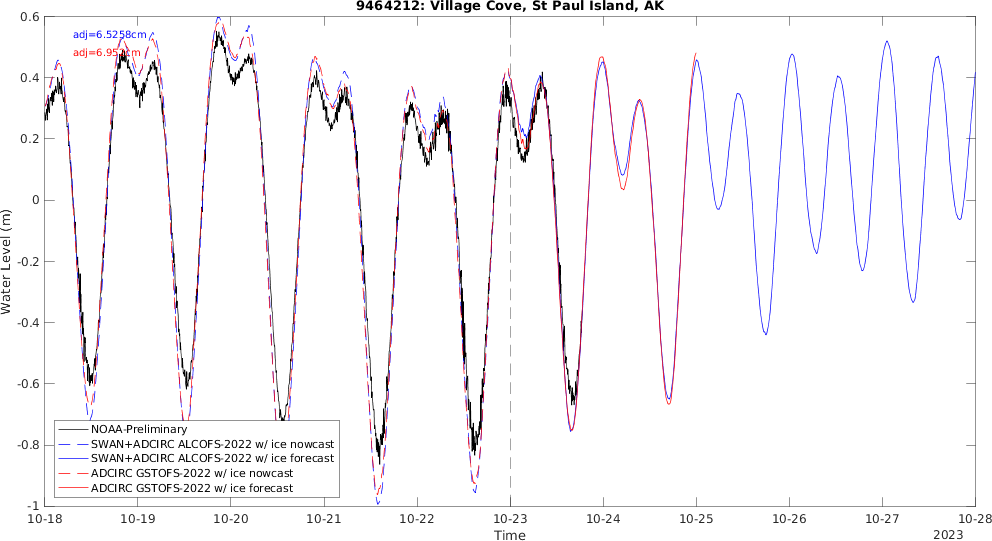 9464212: Village Cove, St Paul Island, AK
adj=6.5258cm
Water Level (m)
0.6
0.4
0.2
0
-0.2
-0.4
-0.6
-0.8
-1
NOAA-Preliminary
SWAN+ADCIRC ALCOFS-2022 w/ ice nowcast
SWAN+ADCIRC ALCOFS-2022 w/ ice forecast
ADCIRC GSTOFS-2022 w/ ice nowcast
ADCIRC GSTOFS-2022 w/ ice forecast
10-18 10-19 10-20 10-21 10-22 10-23 10-24 10-25 10-26 10-27 10-28
Time
2023